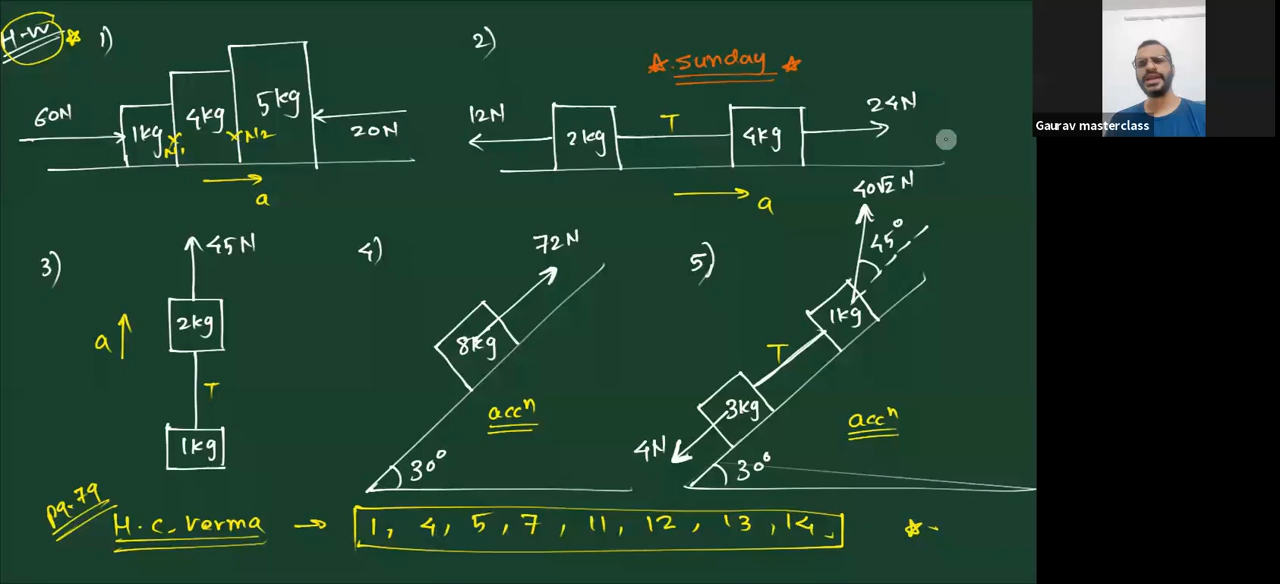 H.W ☆ 1)
60N
1kg
4kg
5kg
20N
N1
N2
a
2)
☆ Sunday ☆
12N
2kg
T
4kg
24N
a
Gaurav masterclass
3)
45N
2kg
a
T
1kg
4)
72N
8kg
accⁿ
30°
5)
40√2 N
45°
1kg
T
3kg
4N
accⁿ
30°
pg-79
H.C. Verma → 1, 4, 5, 7, 11, 12, 13, 14, ☆-